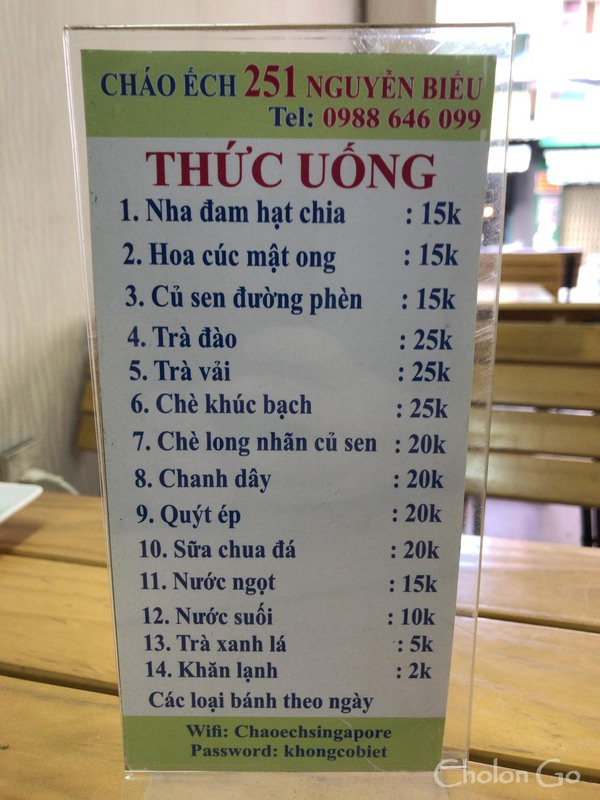 CHÁO ẾCH 251 NGUYỄN BIỂU
Tel: 0988 646 099
THỨC UỐNG
1. Nha đam hạt chia : 15k
2. Hoa cúc mật ong : 15k
3. Củ sen đường phèn : 15k
4. Trà đào : 25k
5. Trà vải : 25k
6. Chè khúc bạch : 25k
7. Chè long nhãn củ sen : 20k
8. Chanh dây : 20k
9. Quýt ép : 20k
10. Sữa chua đá : 20k
11. Nước ngọt : 15k
12. Nước suối : 10k
13. Trà xanh lá : 5k
14. Khăn lạnh : 2k
Các loại bánh theo ngày
Wifi: Chaoechsingapore
Password: khongcobiet
Cholon Go